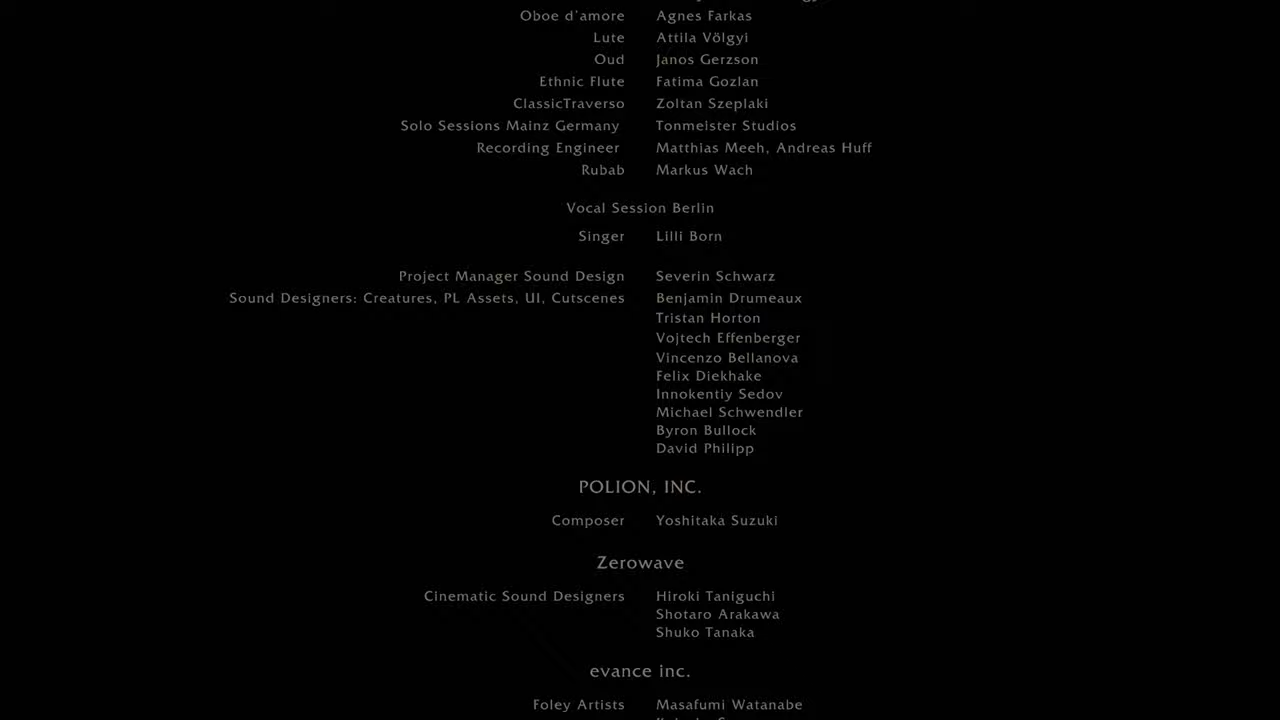 Oboe d'amore Agnes Farkas
Lute Attila Völgyi
Oud Janos Gerzson
Ethnic Flute Fatima Gozlan
ClassicTraverso Zoltan Szeplaki
Solo Sessions Mainz Germany Tonmeister Studios
Recording Engineer Matthias Meeh, Andreas Huff
Rubab Markus Wach
Vocal Session Berlin
Singer Lilli Born
Project Manager Sound Design Severin Schwarz
Sound Designers: Creatures, PL Assets, UI, Cutscenes Benjamin Drumeaux
Tristan Horton
Vojtech Effenberger
Vincenzo Bellanova
Felix Diekhake
Innokentiy Sedov
Michael Schwendler
Byron Bullock
David Philipp
POLION, INC.
Composer Yoshitaka Suzuki
Zerowave
Cinematic Sound Designers Hiroki Taniguchi
Shotaro Arakawa
Shuko Tanaka
evance inc.
Foley Artists Masafumi Watanabe